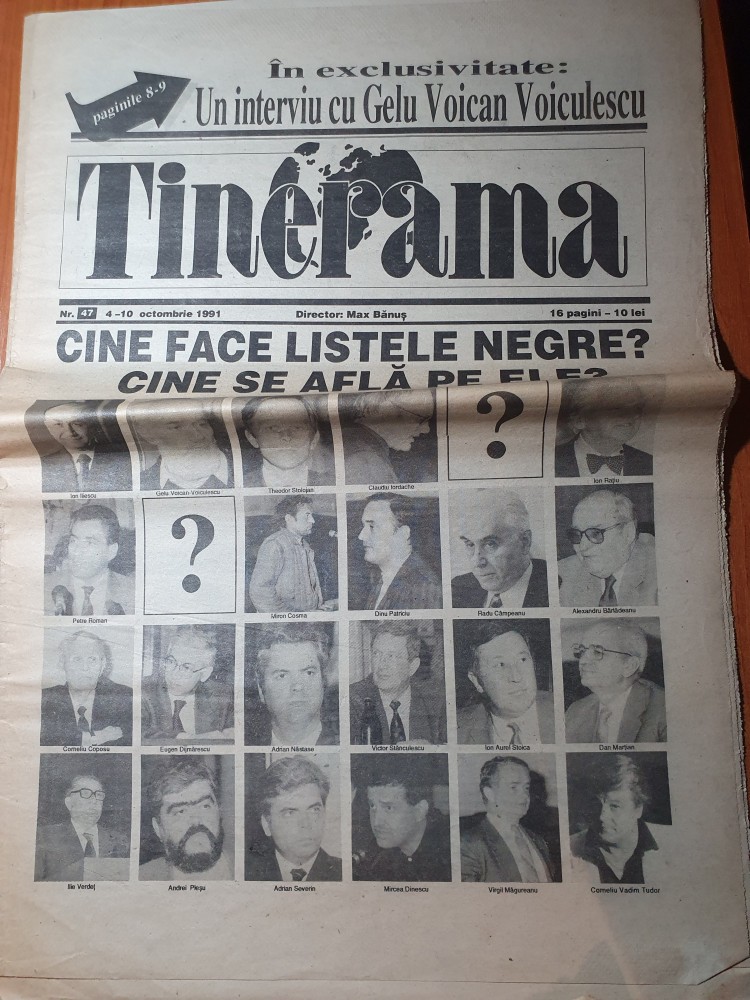 În exclusivitate:
paginile 8-9
Un interviu cu Gelu Voican Voiculescu
Tinerama
Nr. 47 4-10 octombrie 1991 Director: Max Bănuș 16 pagini - 10 lei
CINE FACE LISTELE NEGRE?
CINE SE AFLĂ PE ELE?
?
Ion Iliescu Gelu Voican Voiculescu Theodor Stolojan Claudiu Iordache Ion Rațiu
?
Petre Roman Miron Cosma Dinu Patriciu Radu Câmpeanu Alexandru Bârlădeanu
Corneliu Coposu Eugen Dijmărescu Adrian Năstase Victor Stănculescu Ion Aurel Stoica Dan Marțian
Ilie Verdeț Andrei Pleșu Adrian Severin Mircea Dinescu Virgil Măgureanu Corneliu Vadim Tudor